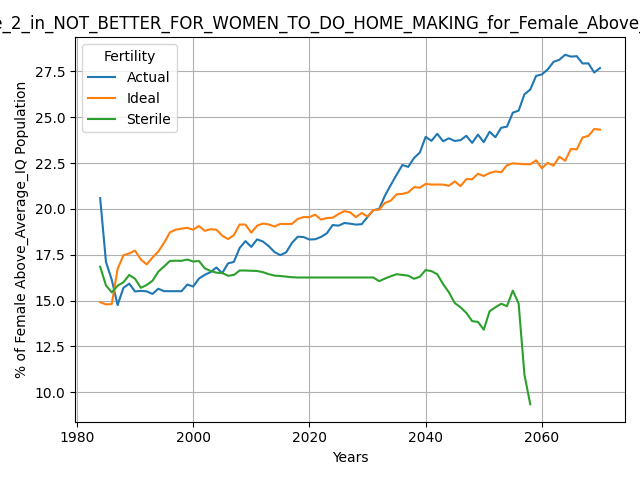 _2_in_NOT_BETTER_FOR_WOMEN_TO_DO_HOME_MAKING_for_Female_Above_
Fertility
Actual
Ideal
Sterile
% of Female Above_Average_IQ Population
27.5
25.0
22.5
20.0
17.5
15.0
12.5
10.0
1980
2000
2020
2040
2060
Years